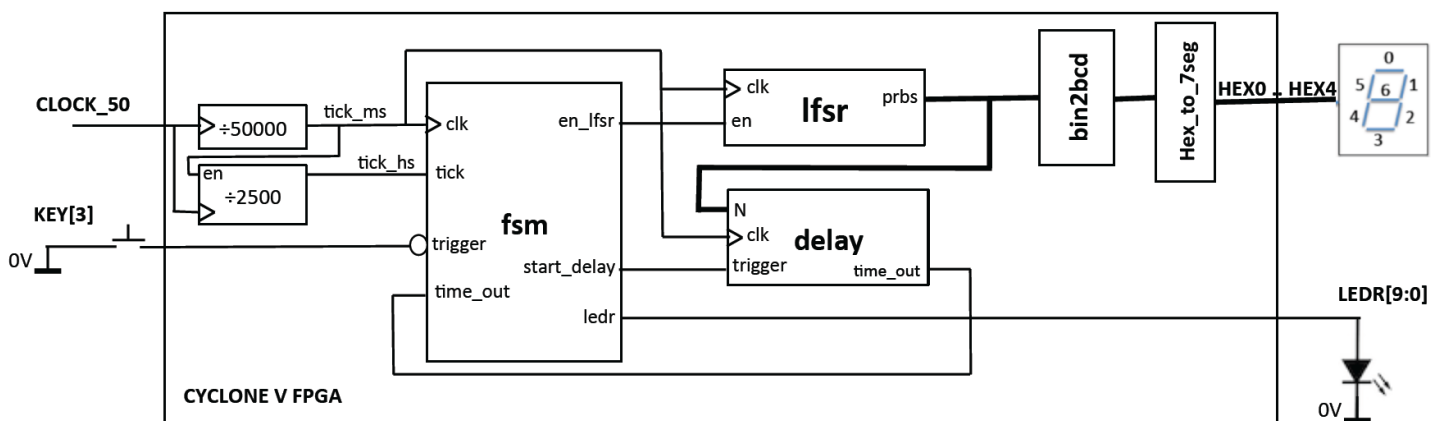 CLOCK_50
÷50000
tick_ms
en
÷2500
tick_hs
KEY[3]
0V
clk
tick
trigger
time_out
fsm
en_lfsr
start_delay
ledr
clk
en
lfsr
prbs
N
clk
trigger
delay
time_out
bin2bcd
Hex_to_7seg
HEX0 - HEX4
0
5
6
1
4
2
3
LEDR[9:0]
0V
CYCLONE V FPGA